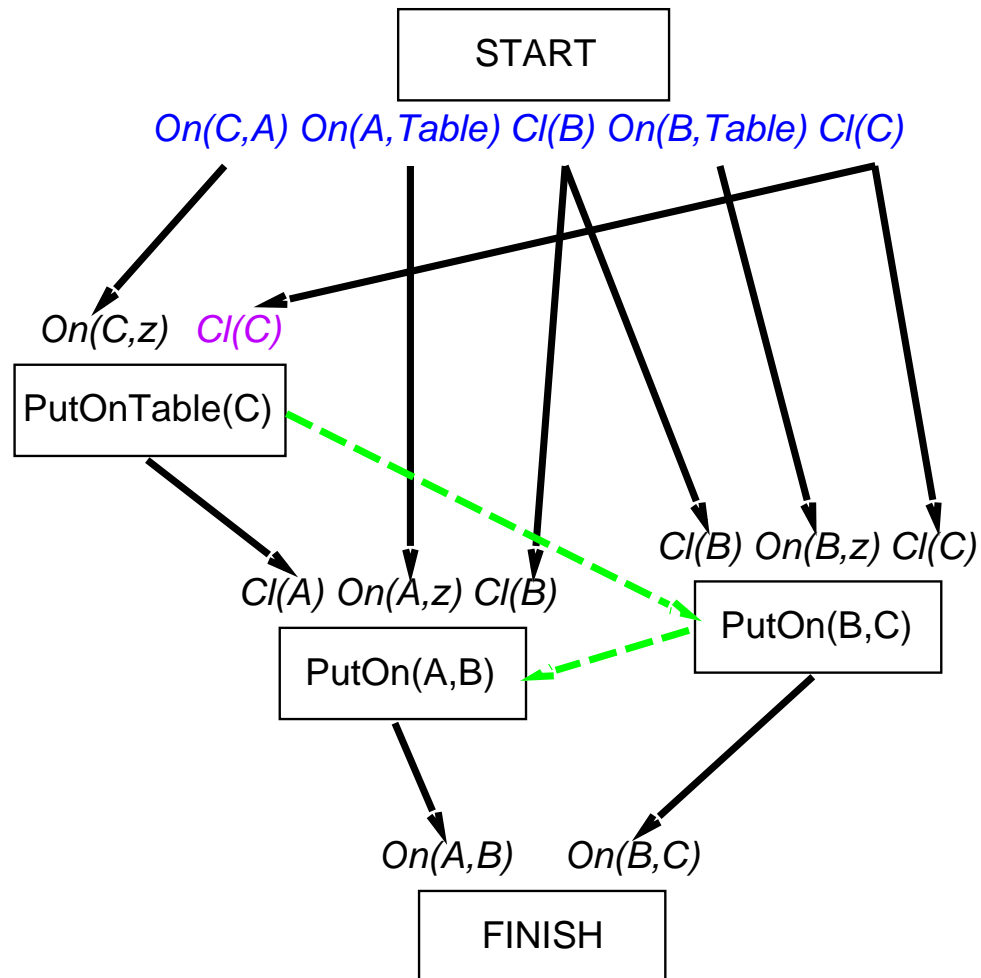 START
On(C,A) On(A,Table) Cl(B) On(B,Table) Cl(C)
On(C,z) Cl(C)
PutOnTable(C)
Cl(B) On(B,z) Cl(C)
Cl(A) On(A,z) Cl(B)
PutOn(B,C)
PutOn(A,B)
On(A,B) On(B,C)
FINISH